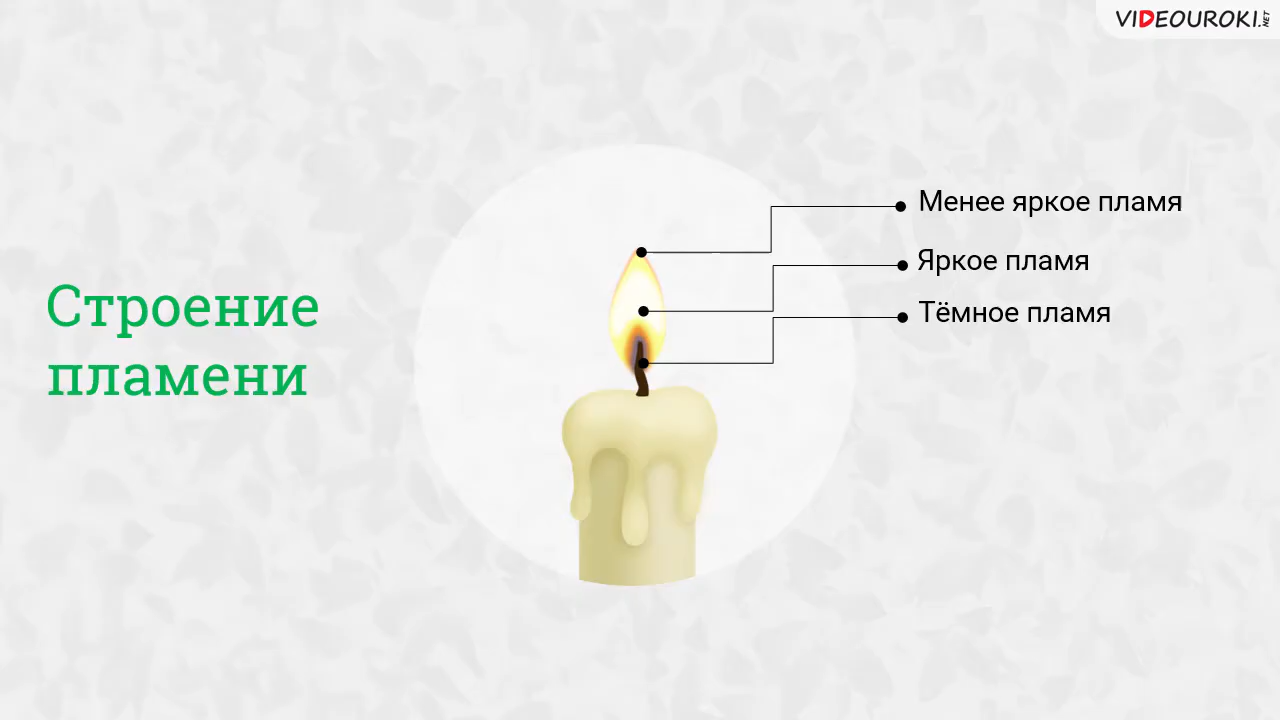 VIDEOUROKI.NET
Менее яркое пламя
Яркое пламя
Тёмное пламя
Строение
пламени